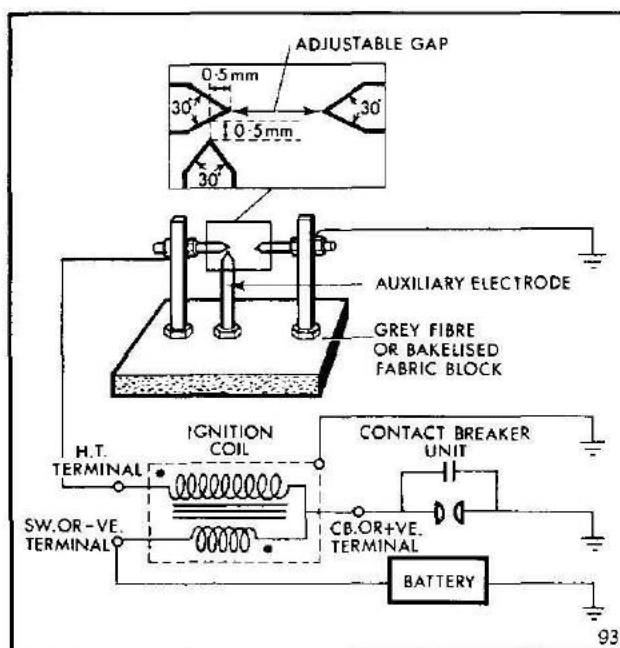 ADJUSTABLE GAP
0·5mm
30°
30°
0·5mm
30°
AUXILIARY ELECTRODE
GREY FIBRE
OR BAKELISED
FABRIC BLOCK
IGNITION
COIL
CONTACT BREAKER
UNIT
H.T.
TERMINAL
SW.OR-VE.
TERMINAL
CB.OR+VE.
TERMINAL
BATTERY
93